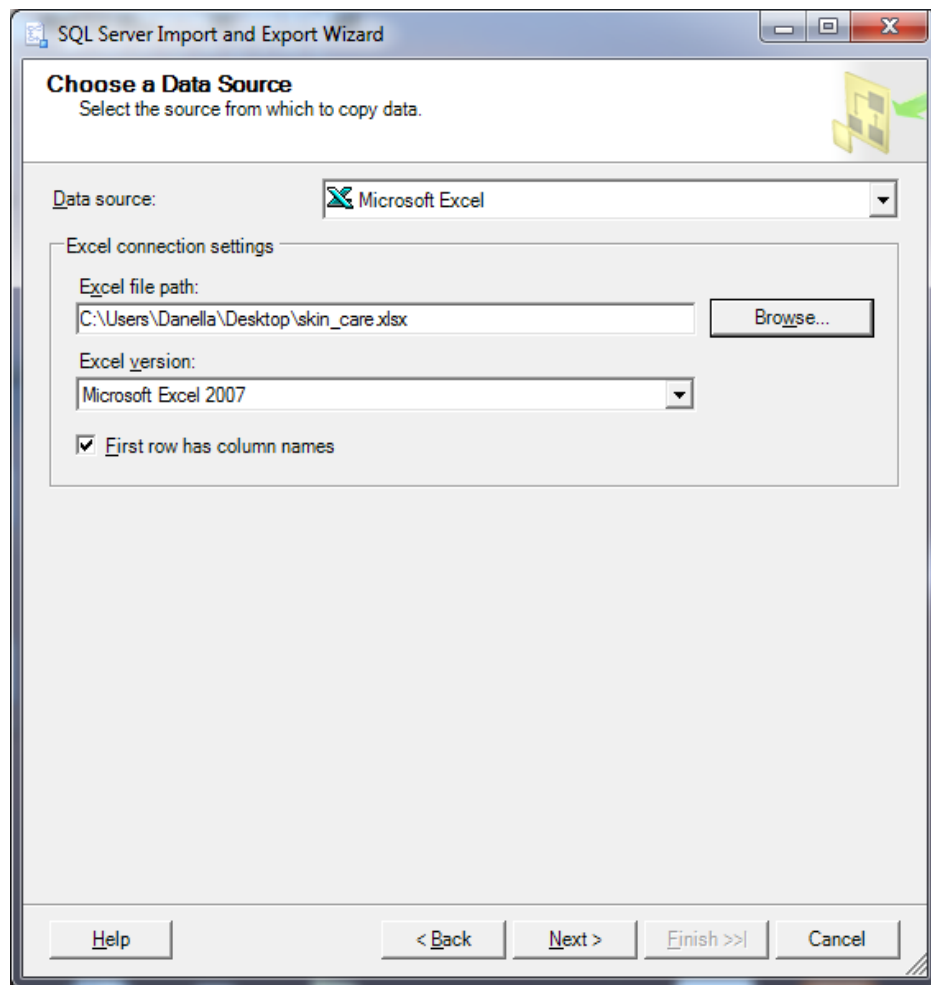 SQL Server Import and Export Wizard
Choose a Data Source
Select the source from which to copy data.
Data source:
Microsoft Excel
Excel connection settings
Excel file path:
C:\Users\Danella\Desktop\skin_care.xlsx
Browse...
Excel version:
Microsoft Excel 2007
First row has column names
Help
< Back
Next >
Finish >>|
Cancel